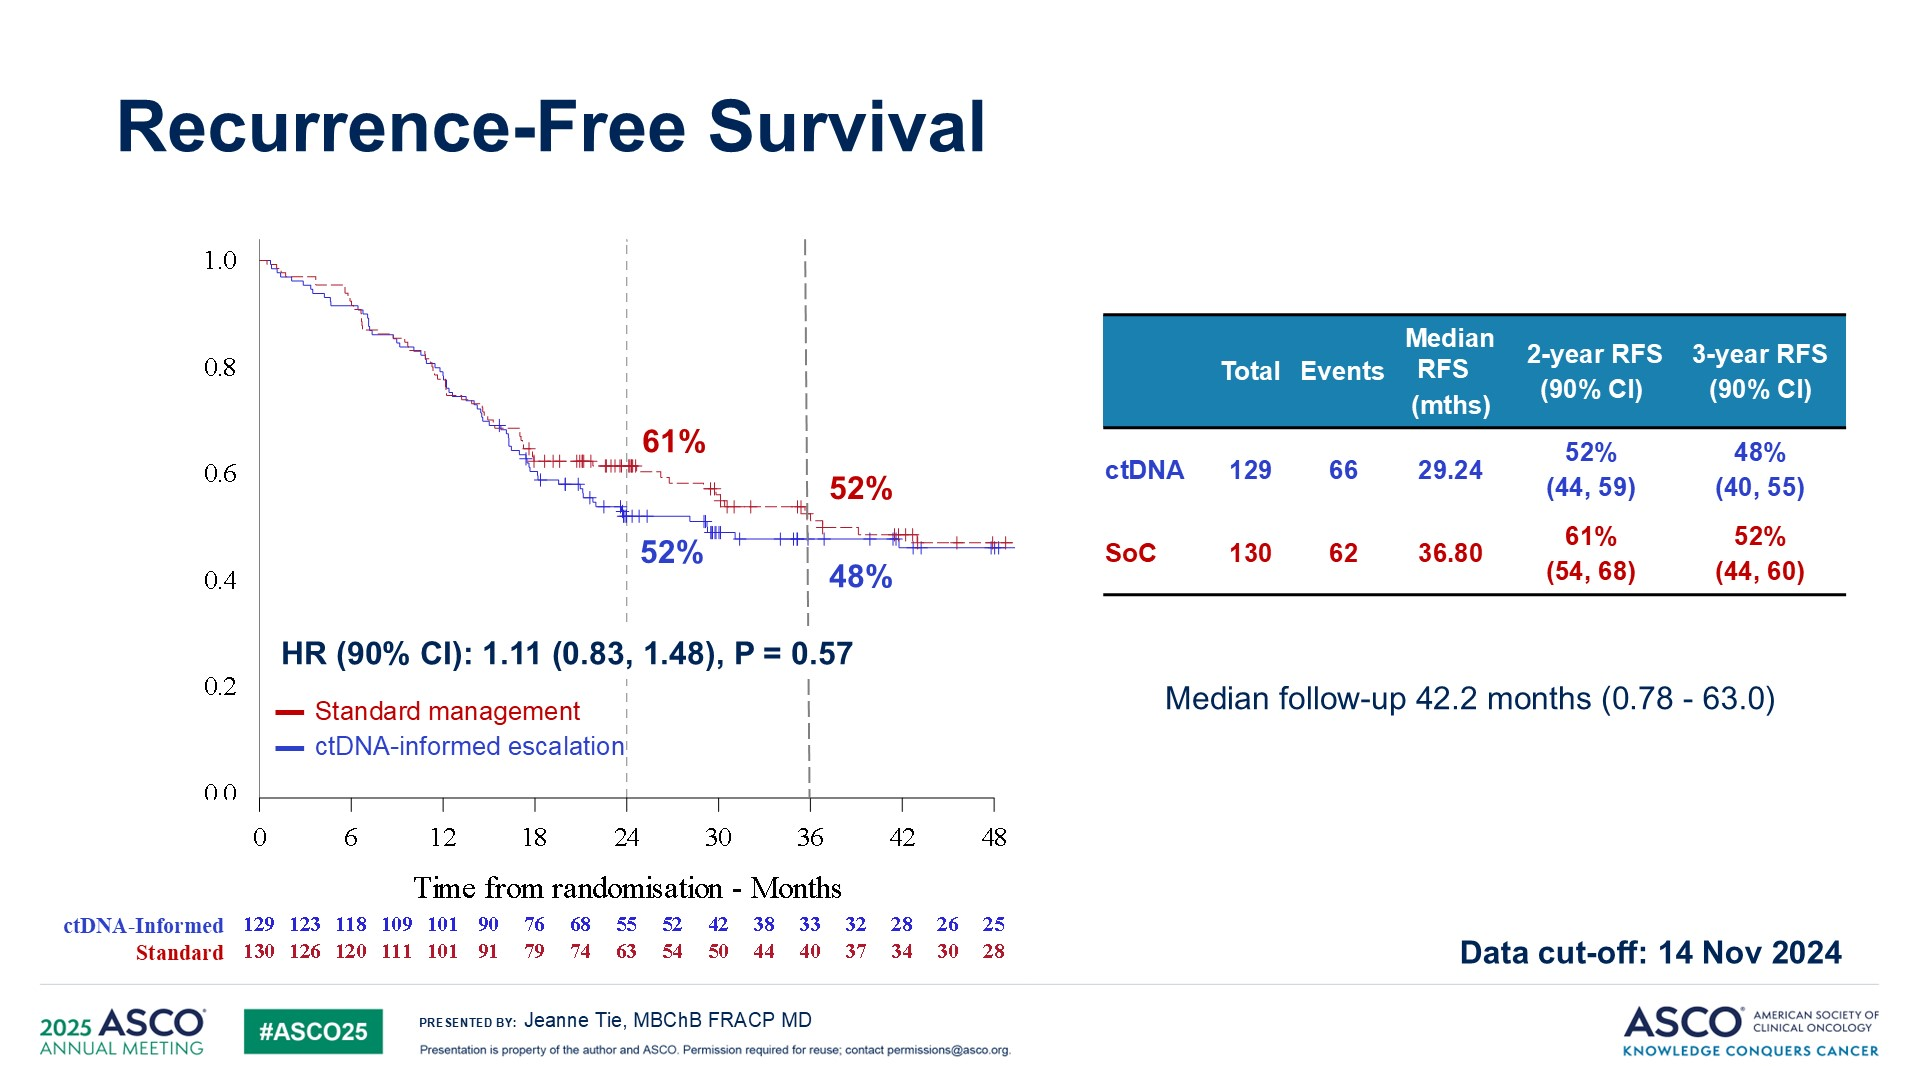 Recurrence-Free Survival
1.0
0.8
0.6
0.4
0.2
0.0
61%
52%
52%
48%
HR (90% CI): 1.11 (0.83, 1.48), P = 0.57
Standard management
ctDNA-informed escalation
0 6 12 18 24 30 36 42 48
Time from randomisation - Months
ctDNA-Informed 129 123 118 109 101 90 76 68 55 52 42 38 33 32 28 26 25
Standard 130 126 120 111 101 91 79 74 63 54 50 44 40 37 34 30 28
Total Events Median RFS (mths) 2-year RFS (90% CI) 3-year RFS (90% CI)
ctDNA 129 66 29.24 52% (44, 59) 48% (40, 55)
SoC 130 62 36.80 61% (54, 68) 52% (44, 60)
Median follow-up 42.2 months (0.78 - 63.0)
Data cut-off: 14 Nov 2024
2025 ASCO
ANNUAL MEETING
#ASCO25
PRESENTED BY: Jeanne Tie, MBChB FRACP MD
Presentation is property of the author and ASCO. Permission required for reuse; contact permissions@asco.org.
ASCO AMERICAN SOCIETY OF
CLINICAL ONCOLOGY
KNOWLEDGE CONQUERS CANCER